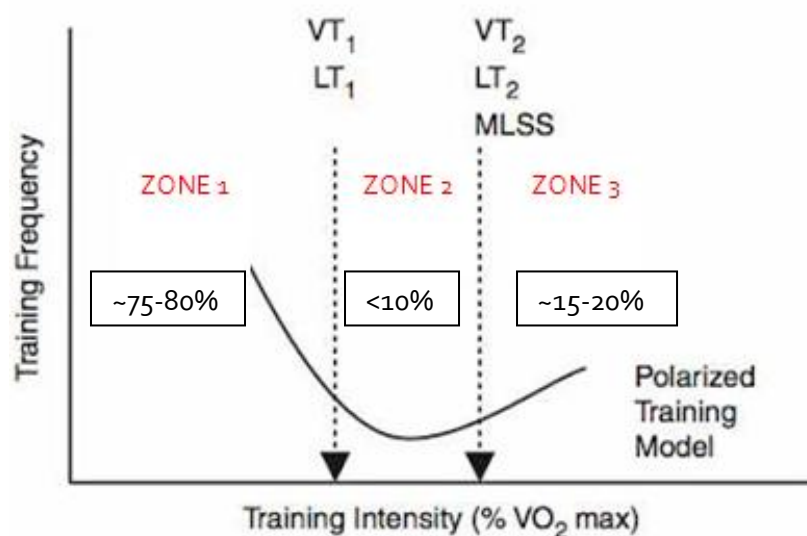 VT₁
LT₁
VT₂
LT₂
MLSS
ZONE 1
ZONE 2
ZONE 3
~75-80%
<10%
~15-20%
Training Frequency
Polarized
Training
Model
Training Intensity (% VO₂ max)